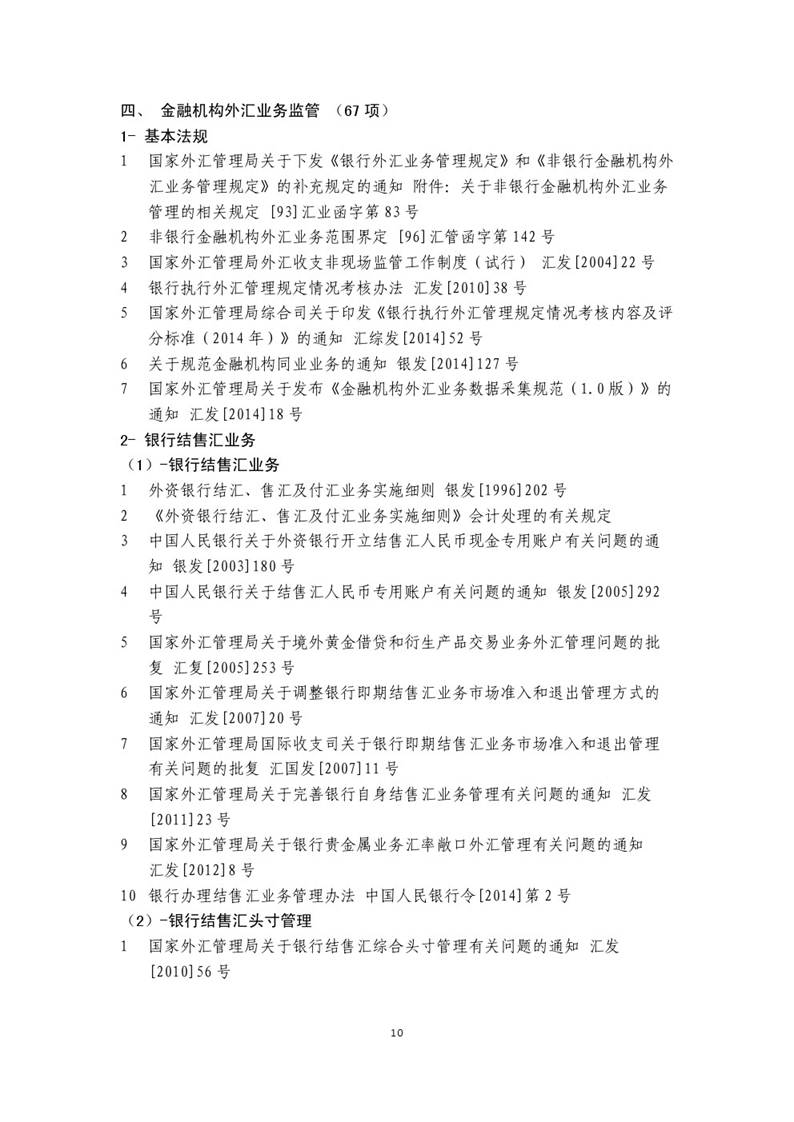 四、 金融机构外汇业务监管 （67 项）
1- 基本法规
1 国家外汇管理局关于下发《银行外汇业务管理规定》和《非银行金融机构外
汇业务管理规定》的补充规定的通知 附件：关于非银行金融机构外汇业务
管理的相关规定 [93]汇业函字第 83 号
2 非银行金融机构外汇业务范围界定 [96]汇管函字第 142 号
3 国家外汇管理局外汇收支非现场监管工作制度（试行） 汇发[2004]22 号
4 银行执行外汇管理规定情况考核办法 汇发[2010]38 号
5 国家外汇管理局综合司关于印发《银行执行外汇管理规定情况考核内容及评
分标准（2014 年）》的通知 汇综发[2014]52 号
6 关于规范金融机构同业业务的通知 银发[2014]127 号
7 国家外汇管理局关于发布《金融机构外汇业务数据采集规范（1.0 版）》的
通知 汇发[2014]18 号
2- 银行结售汇业务
（1）-银行结售汇业务
1 外资银行结汇、售汇及付汇业务实施细则 银发[1996]202 号
2 《外资银行结汇、售汇及付汇业务实施细则》会计处理的有关规定
3 中国人民银行关于外资银行开立结售汇人民币现金专用账户有关问题的通
知 银发[2003]180 号
4 中国人民银行关于结售汇人民币专用账户有关问题的通知 银发[2005]292
号
5 国家外汇管理局关于境外黄金借贷和衍生产品交易业务外汇管理问题的批
复 汇复[2005]253 号
6 国家外汇管理局关于调整银行即期结售汇业务市场准入和退出管理方式的
通知 汇发[2007]20 号
7 国家外汇管理局国际收支司关于银行即期结售汇业务市场准入和退出管理
有关问题的批复 汇国发[2007]11 号
8 国家外汇管理局关于完善银行自身结售汇业务管理有关问题的通知 汇发
[2011]23 号
9 国家外汇管理局关于银行贵金属业务汇率敞口外汇管理有关问题的通知
汇发[2012]8 号
10 银行办理结售汇业务管理办法 中国人民银行令[2014]第 2 号
（2）-银行结售汇头寸管理
1 国家外汇管理局关于银行结售汇综合头寸管理有关问题的通知 汇发
[2010]56 号
10